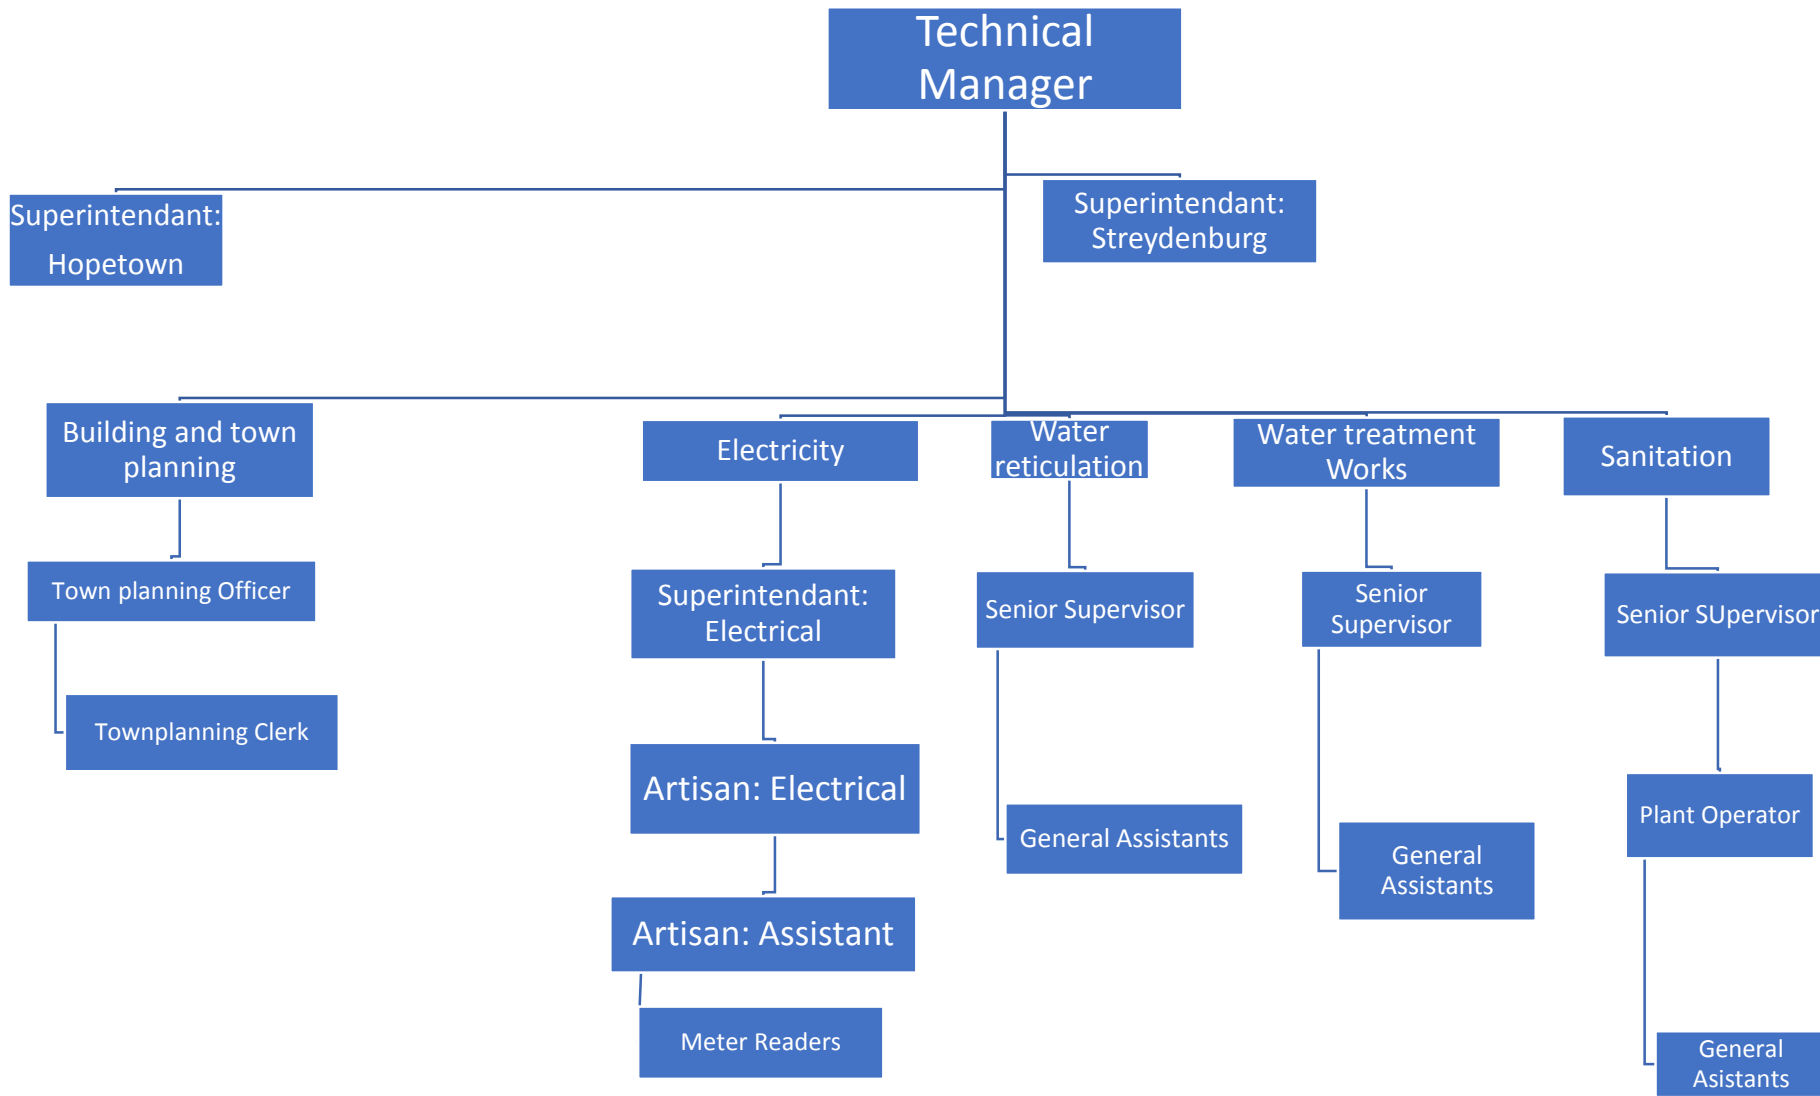 Technical
Manager
Superintendant:
Hopetown
Superintendant:
Streydenburg
Building and town
planning
Electricity
Water
reticulation
Water treatment
Works
Sanitation
Town planning Officer
Superintendant:
Electrical
Senior Supervisor
Senior
Supervisor
Senior SUpervisor
Townplanning Clerk
Artisan: Electrical
General Assistants
General
Assistants
Plant Operator
Artisan: Assistant
Meter Readers
General
Asistants